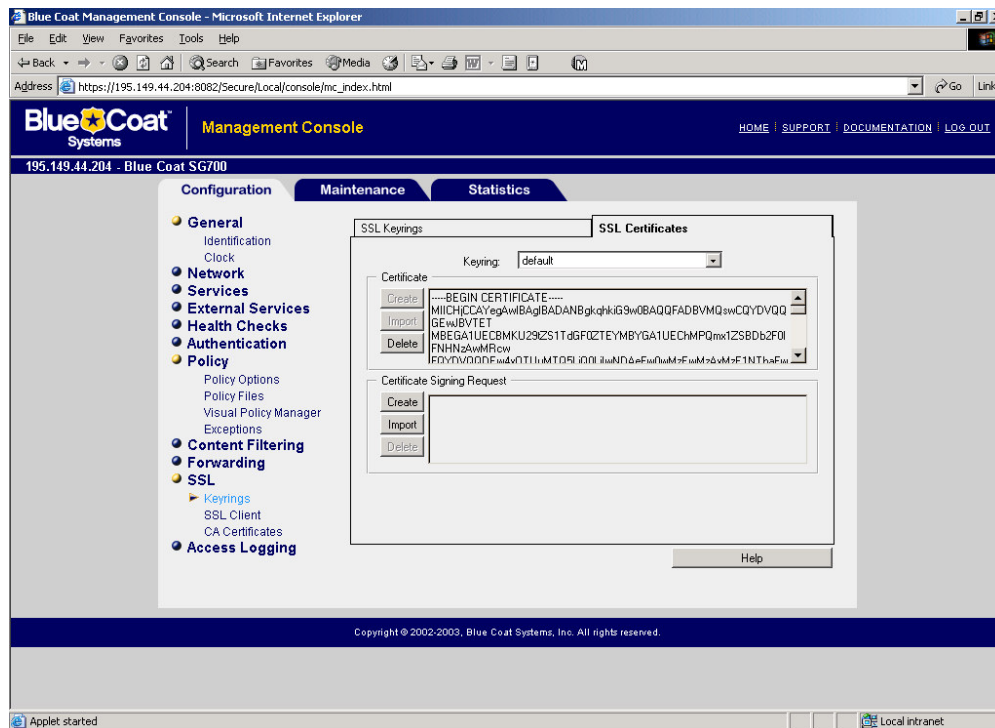 Blue Coat Management Console - Microsoft Internet Explorer
File Edit View Favorites Tools Help
Back Search Favorites Media
Address https://195.149.44.204:8082/Secure/Local/console/mc_index.html Go Link
Blue Coat™
Systems
Management Console
HOME SUPPORT DOCUMENTATION LOG OUT
195.149.44.204 - Blue Coat SG700
Configuration Maintenance Statistics
General
Identification
Clock
Network
Services
External Services
Health Checks
Authentication
Policy
Policy Options
Policy Files
Visual Policy Manager
Exceptions
Content Filtering
Forwarding
SSL
Keyrings
SSL Client
CA Certificates
Access Logging
SSL Keyrings SSL Certificates
Keyring: default
Certificate
Create
Import
Delete
-----BEGIN CERTIFICATE-----
MIICHjCCAYegAwIBAgIBADANBgkqhkiG9w0BAQQFADBVMQswCQYDVQQ
GEwJBVTET
MBEGA1UECBMKU29tZS1TdGF0ZTEYMBYGA1UEChMPQmx1ZSBDb2F0I
FNHNzAwMRcw
Certificate Signing Request
Create
Import
Delete
Help
Copyright © 2002-2003, Blue Coat Systems, Inc. All rights reserved.
Applet started Local intranet